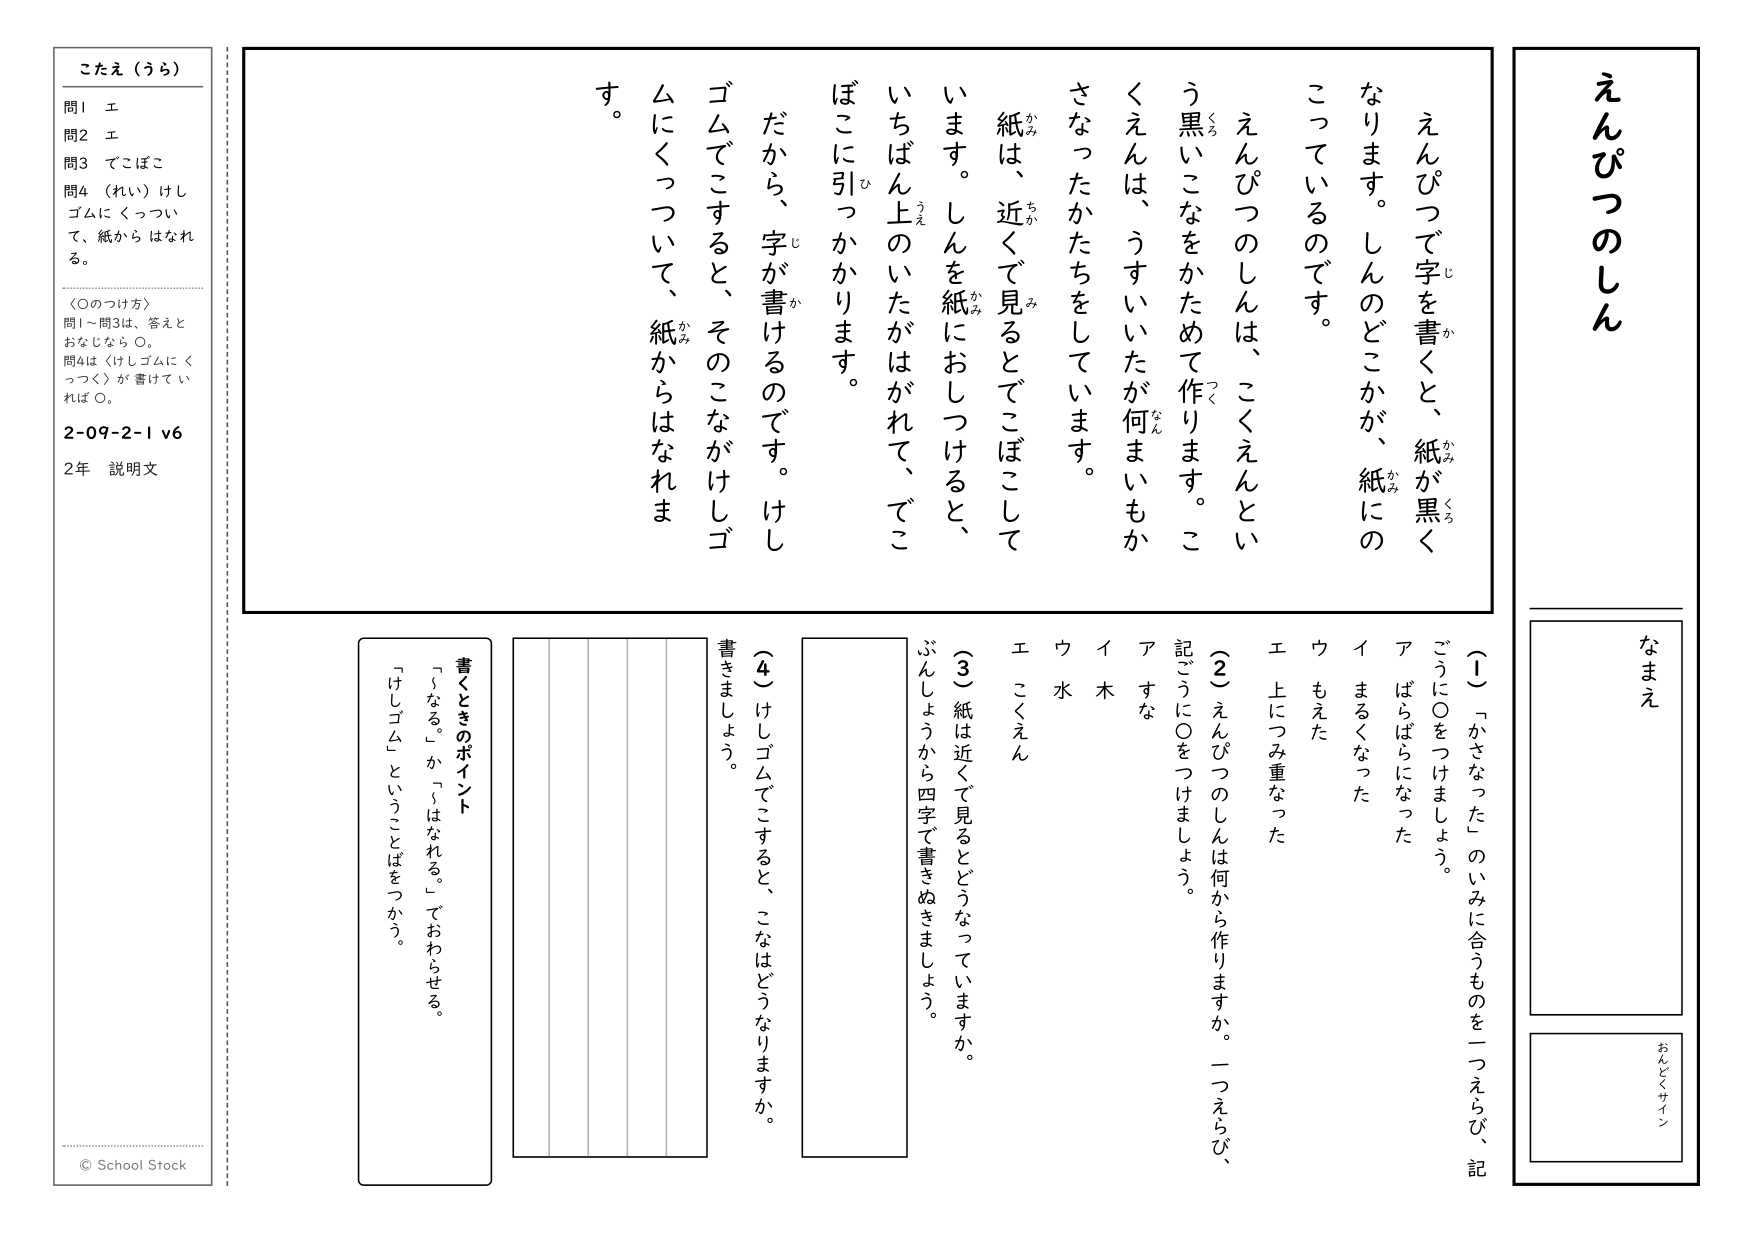 えんぴつのしん
なまえ
おんどくサイン
えんぴつで字を書くと、紙が黒く
なります。しんのどこかが、紙にの
こっているのです。
えんぴつのしんは、こくえんとい
う黒いこなをかためて作ります。こ
くえんは、うすいいたが何まいもか
さなったかたちをしています。
紙は、近くで見るとでこぼこして
います。しんを紙におしつけると、
いちばん上のいたがはがれて、でこ
ぼこに引っかかります。
だから、字が書けるのです。けし
ゴムでこすると、そのこながけしゴ
ムにくっついて、紙からはなれま
す。
(1)「かさなった」のいみに合うものを一つえらび、記
ごうに〇をつけましょう。
ア ばらばらになった
イ まるくなった
ウ もえた
エ 上につみ重なった
(2)えんぴつのしんは何から作りますか。一つえらび、
記ごうに〇をつけましょう。
ア すな
イ 木
ウ 水
エ こくえん
(3)紙は近くで見るとどうなっていますか。
ぶんしょうから四字で書きぬきましょう。
(4)けしゴムでこすると、こなはどうなりますか。
書きましょう。
書くときのポイント
「～なる。」か「～はなれる。」でおわらせる。
「けしゴム」ということばをつかう。
こたえ（うら）
問1 エ
問2 エ
問3 でこぼこ
問4 （れい）けし
ゴムに くっつい
て、紙から はなれ
る。
〈〇のつけ方〉
問1～問3は、答えと
おなじなら 〇。
問4は〈けしゴムに く
っつく〉が 書けて い
れば 〇。
2-09-2-1 v6
2年 説明文
© School Stock